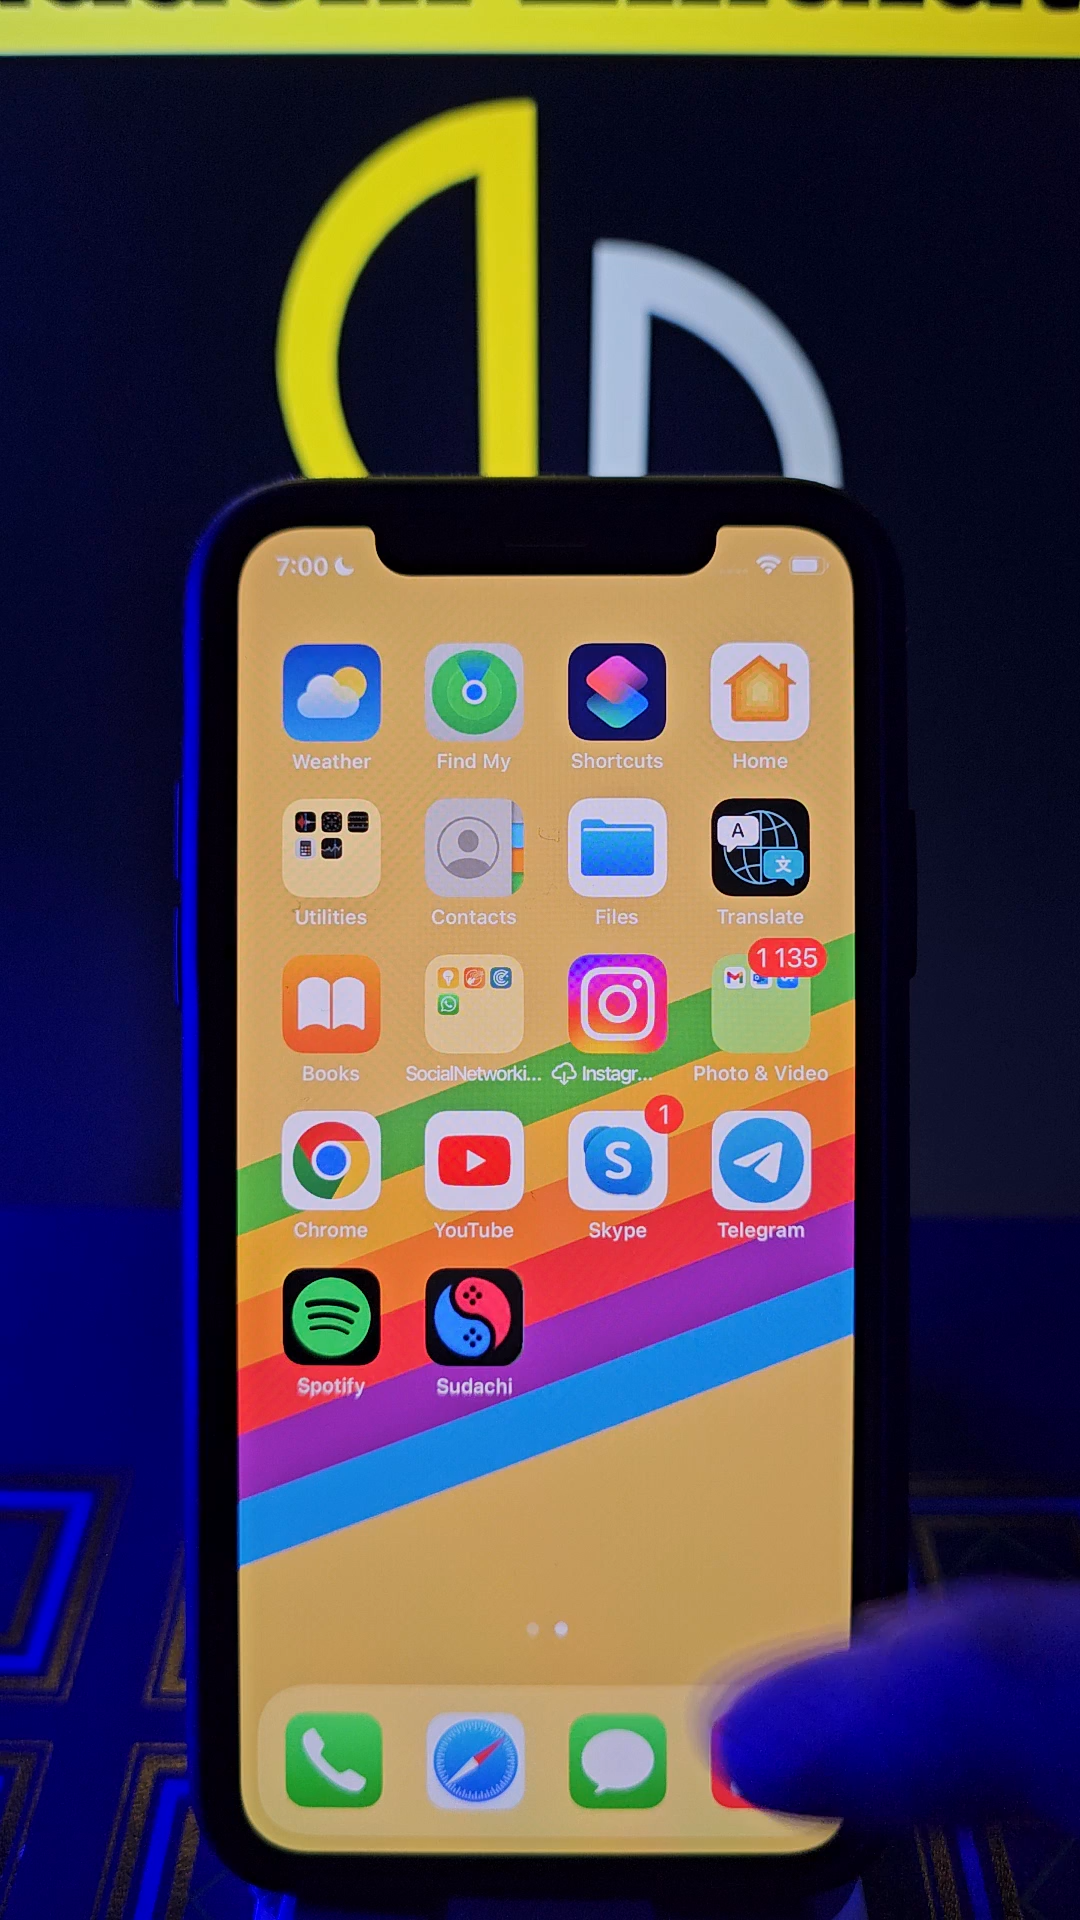 7:00
Weather Find My Shortcuts Home
A 文
Utilities Contacts Files Translate
1 135
SocialNetworki...
Books Instagr... Photo & Video
1
S
Chrome YouTube Skype Telegram
Spotify Sudachi